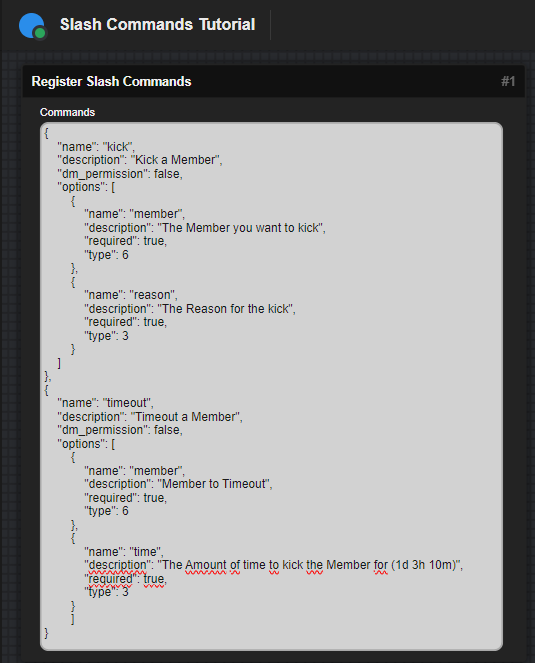 Slash Commands Tutorial
Register Slash Commands #1
Commands
{
"name": "kick",
"description": "Kick a Member",
"dm_permission": false,
"options": [
{
"name": "member",
"description": "The Member you want to kick",
"required": true,
"type": 6
},
{
"name": "reason",
"description": "The Reason for the kick",
"required": true,
"type": 3
}
]
},
{
"name": "timeout",
"description": "Timeout a Member",
"dm_permission": false,
"options": [
{
"name": "member",
"description": "Member to Timeout",
"required": true,
"type": 6
},
{
"name": "time",
"description": "The Amount of time to kick the Member for (1d 3h 10m)",
"required": true,
"type": 3
}
]
}